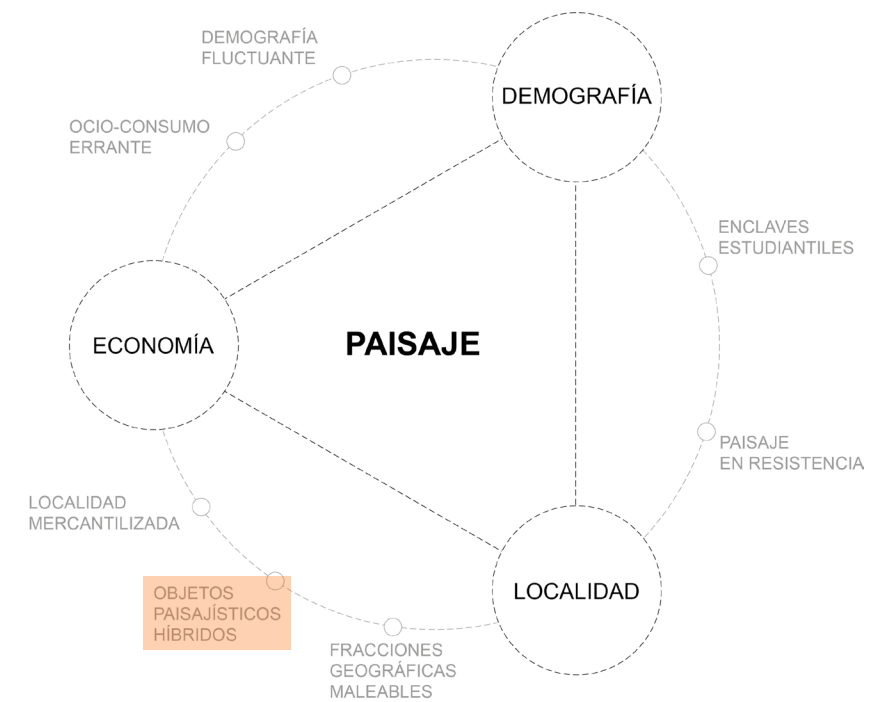 DEMOGRAFÍA
FLUCTUANTE
DEMOGRAFÍA
OCIO-CONSUMO
ERRANTE
ENCLAVES
ESTUDIANTILES
ECONOMÍA
PAISAJE
PAISAJE
EN RESISTENCIA
LOCALIDAD
MERCANTILIZADA
OBJETOS
PAISAJÍSTICOS
HÍBRIDOS
LOCALIDAD
FRACCIONES
GEOGRÁFICAS
MALEABLES